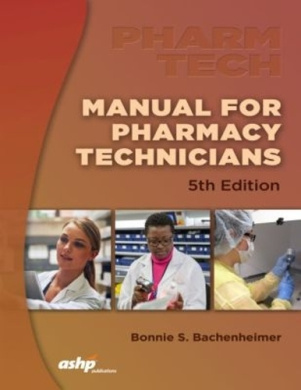 PHARM
TECH
MANUAL FOR
PHARMACY
TECHNICIANS
5th Edition
Bonnie S. Bachenheimer
ashp
publications